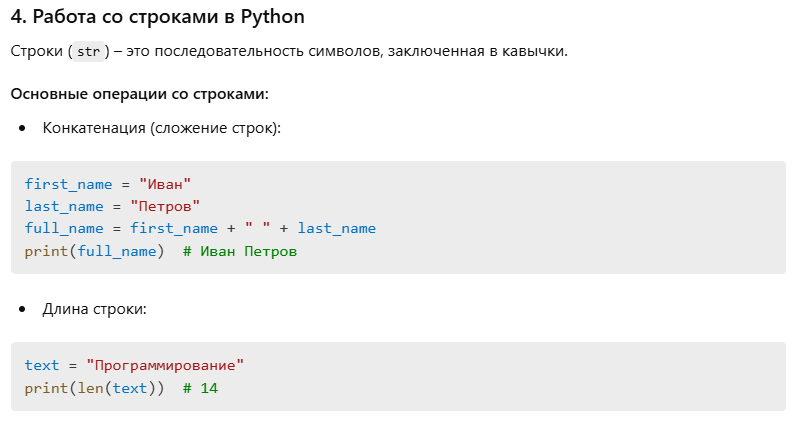 4. Работа со строками в Python
Строки (str) – это последовательность символов, заключенная в кавычки.
Основные операции со строками:
• Конкатенация (сложение строк):
first_name = "Иван"
last_name = "Петров"
full_name = first_name + " " + last_name
print(full_name)  # Иван Петров
• Длина строки:
text = "Программирование"
print(len(text))  # 14